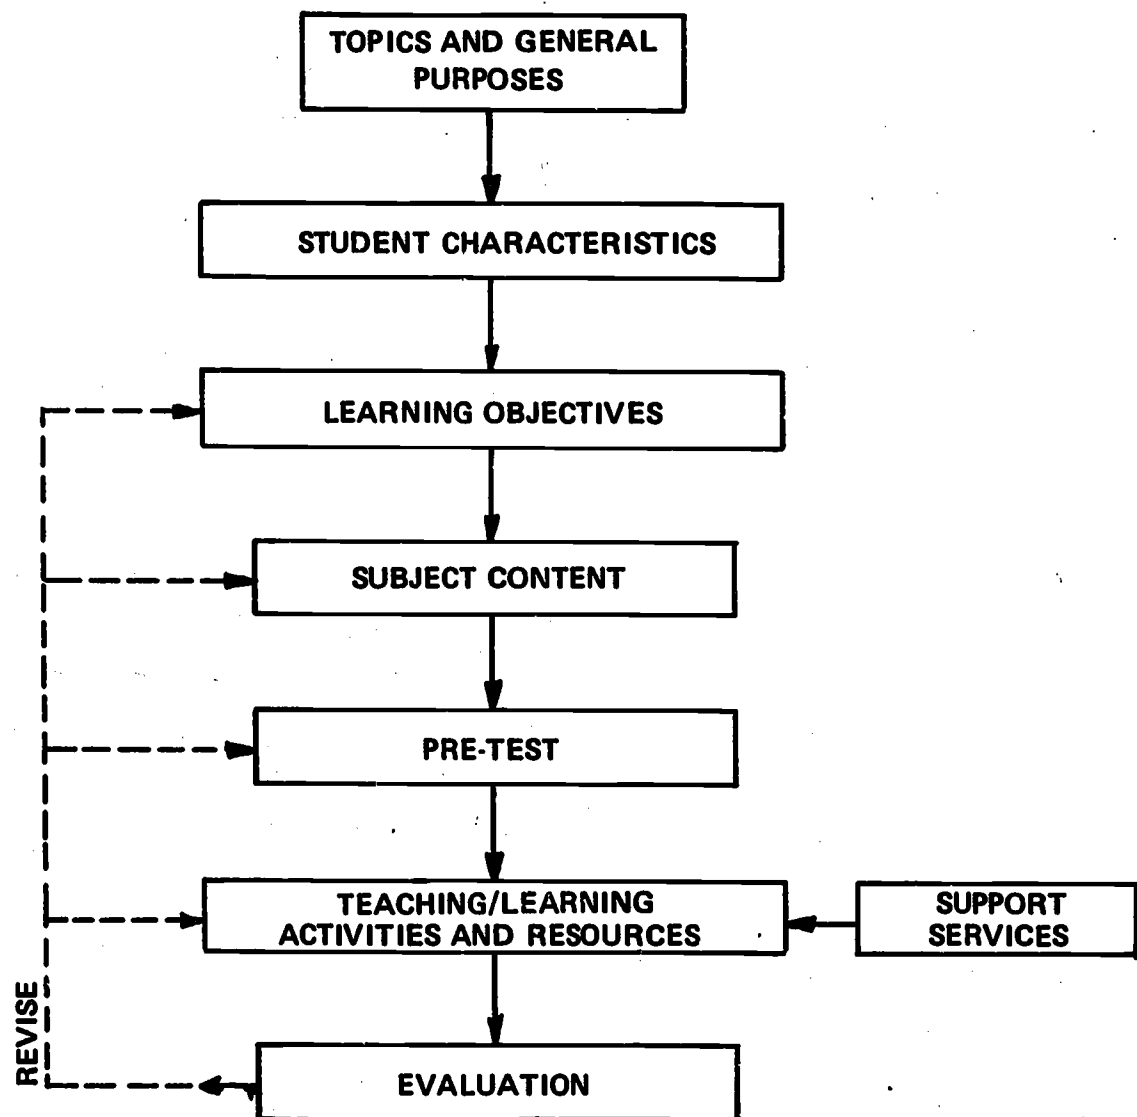 TOPICS AND GENERAL
PURPOSES
STUDENT CHARACTERISTICS
LEARNING OBJECTIVES
SUBJECT CONTENT
PRE-TEST
TEACHING/LEARNING
ACTIVITIES AND RESOURCES
SUPPORT
SERVICES
REVISE
EVALUATION